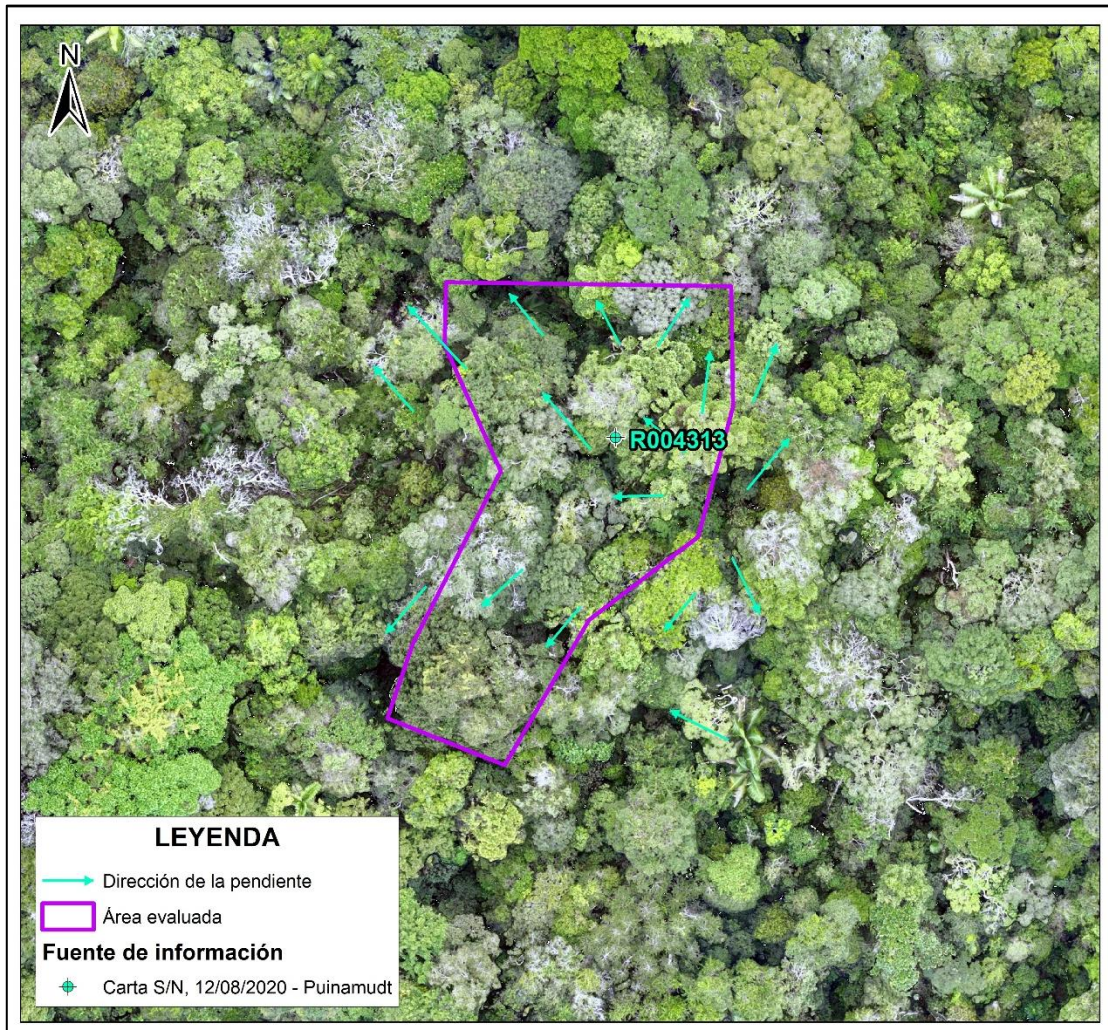 N
R004313
LEYENDA
Dirección de la pendiente
Área evaluada
Fuente de información
Carta S/N, 12/08/2020 - Puinamudt